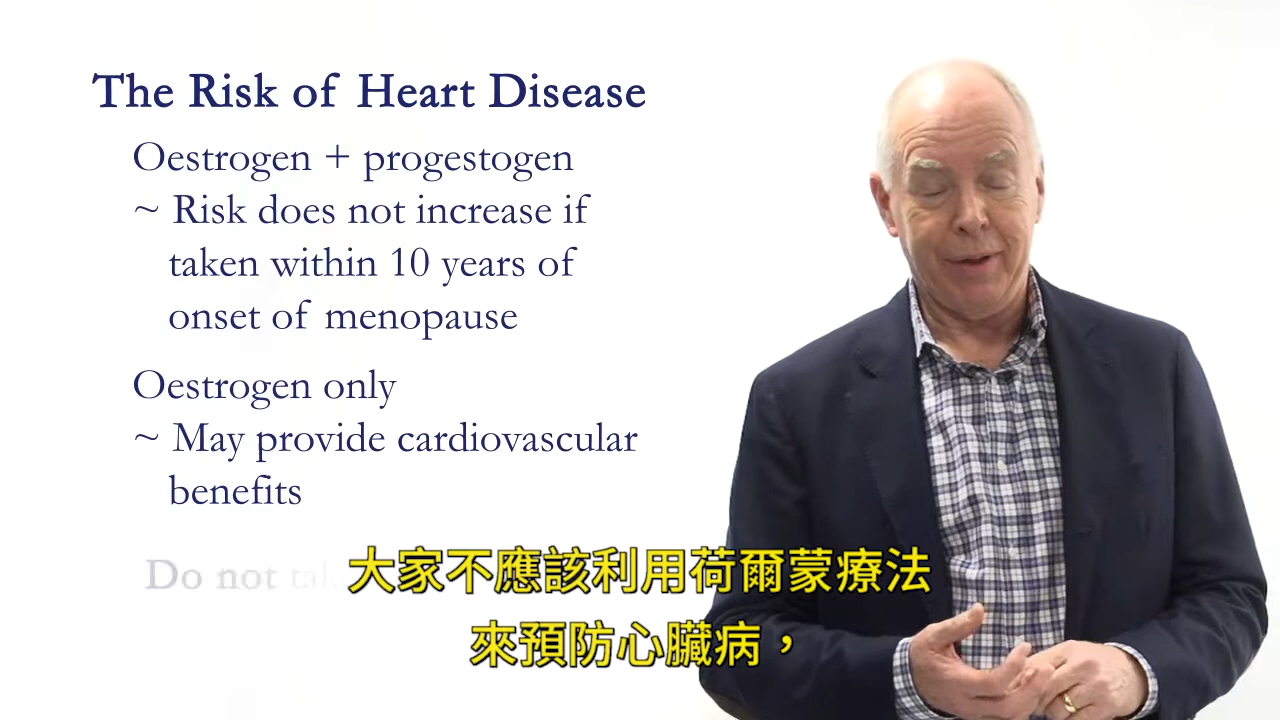 The Risk of Heart Disease
Oestrogen + progestogen
~ Risk does not increase if
taken within 10 years of
onset of menopause
Oestrogen only
~ May provide cardiovascular
benefits
Do not
大家不應該利用荷爾蒙療法
來預防心臟病，